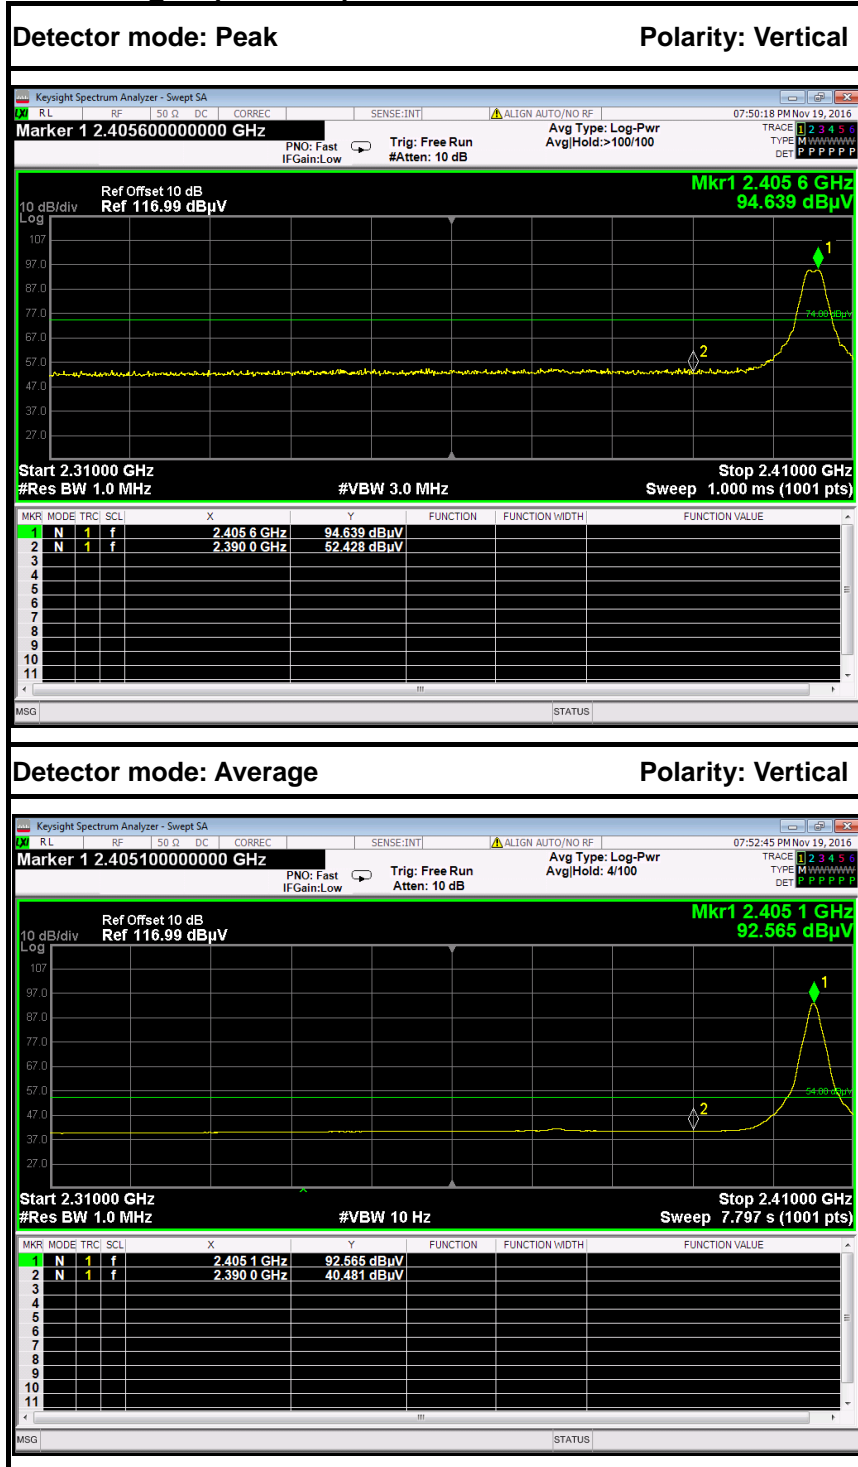 Detector mode: Peak Polarity: Vertical
Keysight Spectrum Analyzer - Swept SA
LXI RL RF 50 Ω DC CORREC SENSE:INT ALIGN AUTO/NO RF 07:50:18 PM Nov 19, 2016
Marker 1 2.405600000000 GHz
PNO: Fast
IFGain:Low
Trig: Free Run
#Atten: 10 dB
Avg Type: Log-Pwr
Avg|Hold:>100/100
TRACE 1 2 3 4 5 6
TYPE M WWWWW
DET P P P P P P
Mkr1 2.405 6 GHz
94.639 dBµV
Ref Offset 10 dB
10 dB/div Ref 116.99 dBµV
Log
107
97.0
87.0
77.0
67.0
57.0
47.0
37.0
27.0
1
74.00 dBµV
2
Start 2.31000 GHz Stop 2.41000 GHz
#Res BW 1.0 MHz #VBW 3.0 MHz Sweep 1.000 ms (1001 pts)
MKR MODE TRC SCL X Y FUNCTION FUNCTION WIDTH FUNCTION VALUE
1 N 1 f 2.405 6 GHz 94.639 dBµV
2 N 1 f 2.390 0 GHz 52.428 dBµV
3
4
5
6
7
8
9
10
11
MSG STATUS
Detector mode: Average Polarity: Vertical
Keysight Spectrum Analyzer - Swept SA
LXI RL RF 50 Ω DC CORREC SENSE:INT ALIGN AUTO/NO RF 07:52:45 PM Nov 19, 2016
Marker 1 2.405100000000 GHz
PNO: Fast
IFGain:Low
Trig: Free Run
Atten: 10 dB
Avg Type: Log-Pwr
Avg|Hold: 4/100
TRACE 1 2 3 4 5 6
TYPE M WWWWW
DET P P P P P P
Mkr1 2.405 1 GHz
92.565 dBµV
Ref Offset 10 dB
10 dB/div Ref 116.99 dBµV
Log
107
97.0
87.0
77.0
67.0
57.0
47.0
37.0
27.0
1
54.00 dBµV
2
Start 2.31000 GHz Stop 2.41000 GHz
#Res BW 1.0 MHz #VBW 10 Hz Sweep 7.797 s (1001 pts)
MKR MODE TRC SCL X Y FUNCTION FUNCTION WIDTH FUNCTION VALUE
1 N 1 f 2.405 1 GHz 92.565 dBµV
2 N 1 f 2.390 0 GHz 40.481 dBµV
3
4
5
6
7
8
9
10
11
MSG STATUS